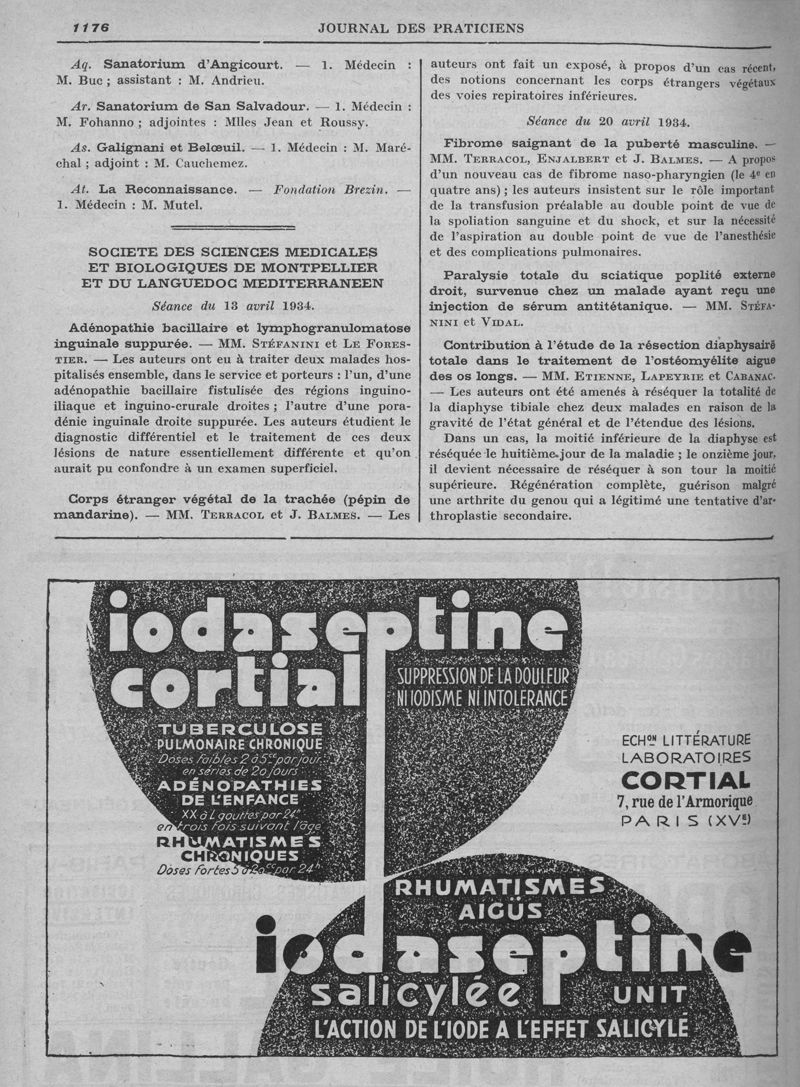 1176
JOURNAL DES PRATICIENS
Aq. Sanatorium d'Angicourt. — 1. Médecin :
M. Buc ; assistant : M. Andrieu.
Ar. Sanatorium de San Salvadour. — 1. Médecin :
M. Fohanno ; adjointes : Mlles Jean et Roussy.
As. Galignani et Belœuil. — 1. Médecin : M. Maré-
chal ; adjoint : M. Cauchemez.
At. La Reconnaissance. — Fondation Brezin. —
1. Médecin : M. Mutel.
SOCIETE DES SCIENCES MEDICALES
ET BIOLOGIQUES DE MONTPELLIER
ET DU LANGUEDOC MEDITERRANEEN
Séance du 13 avril 1934.
Adénopathie bacillaire et lymphogranulomatose
inguinale suppurée. — MM. Stéfanini et Le Fores-
tier. — Les auteurs ont eu à traiter deux malades hos-
pitalisés ensemble, dans le service et porteurs : l'un, d'une
adénopathie bacillaire fistulisée des régions inguino-
iliaque et inguino-crurale droites ; l'autre d'une pora-
dénie inguinale droite suppurée. Les auteurs étudient le
diagnostic différentiel et le traitement de ces deux
lésions de nature essentiellement différente et qu'on
aurait pu confondre à un examen superficiel.
Corps étranger végétal de la trachée (pépin de
mandarine). — MM. Terracol et J. Balmes. — Les
auteurs ont fait un exposé, à propos d'un cas récent,
des notions concernant les corps étrangers végétaux
des voies repiratoires inférieures.
Séance du 20 avril 1934.
Fibrome saignant de la puberté masculine. —
MM. Terracol, Enjalbert et J. Balmes. — A propos
d'un nouveau cas de fibrome naso-pharyngien (le 4e en
quatre ans) ; les auteurs insistent sur le rôle important
de la transfusion préalable au double point de vue de
la spoliation sanguine et du shock, et sur la nécessité
de l'aspiration au double point de vue de l'anesthésie
et des complications pulmonaires.
Paralysie totale du sciatique poplité externe
droit, survenue chez un malade ayant reçu une
injection de sérum antitétanique. — MM. Stéfa-
nini et Vidal.
Contribution à l'étude de la résection diaphysaire
totale dans le traitement de l'ostéomyélite aigue
des os longs. — MM. Etienne, Lapeyrie et Cabanac.
— Les auteurs ont été amenés à réséquer la totalité de
la diaphyse tibiale chez deux malades en raison de la
gravité de l'état général et de l'étendue des lésions.
Dans un cas, la moitié inférieure de la diaphyse est
réséquée le huitième jour de la maladie ; le onzième jour,
il devient nécessaire de réséquer à son tour la moitié
supérieure. Régénération complète, guérison malgré
une arthrite du genou qui a légitimé une tentative d'ar-
throplastie secondaire.
iodaseptine
cortial
SUPPRESSION DE LA DOULEUR
NI IODISME NI INTOLERANCE
TUBERCULOSE
PULMONAIRE CHRONIQUE
Doses faibles 2 à 5cc par jour
en séries de 20 jours
ADÉNOPATHIES
DE L'ENFANCE
XX à L gouttes par 24h
en trois fois suivant l'âge
RHUMATISMES
CHRONIQUES
Doses fortes 5 à 20cc par 24h
ECHON LITTÉRATURE
LABORATOIRES
CORTIAL
7, rue de l'Armorique
PARIS (XVe)
RHUMATISMES
AIGÜS
iodaseptine
salicylée
UNIT
L'ACTION DE L'IODE A L'EFFET SALICYLÉ